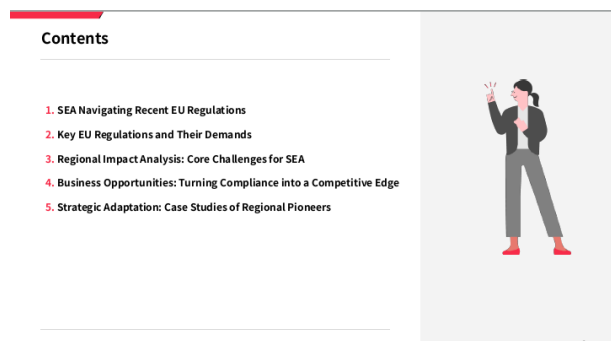 Contents
1. SEA Navigating Recent EU Regulations
2. Key EU Regulations and Their Demands
3. Regional Impact Analysis: Core Challenges for SEA
4. Business Opportunities: Turning Compliance into a Competitive Edge
5. Strategic Adaptation: Case Studies of Regional Pioneers